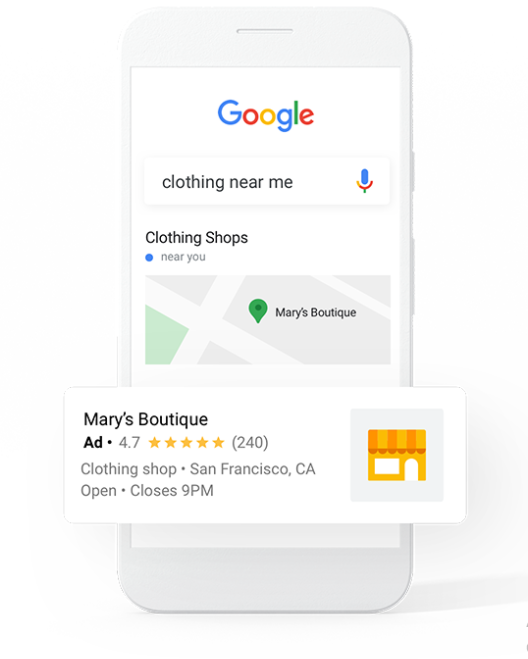 Google
clothing near me
Clothing Shops
near you
Mary's Boutique
Mary's Boutique
Ad • 4.7 ★★★★★ (240)
Clothing shop • San Francisco, CA
Open • Closes 9PM